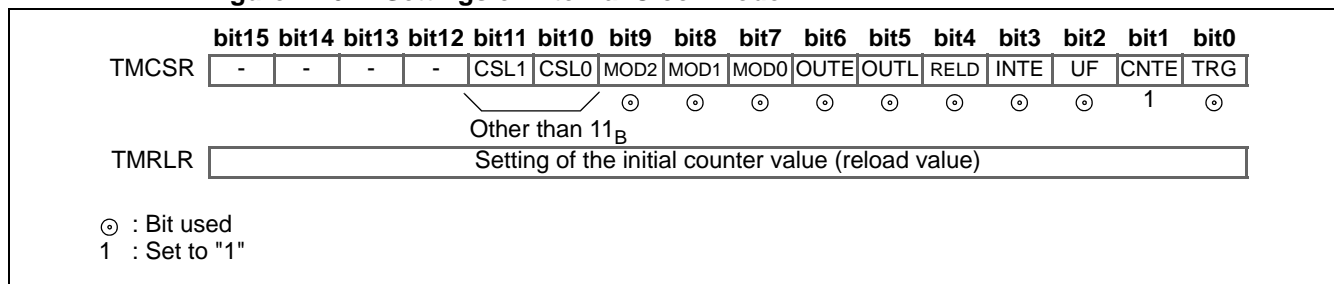 bit15 bit14 bit13 bit12 bit11 bit10 bit9 bit8 bit7 bit6 bit5 bit4 bit3 bit2 bit1 bit0
TMCSR - - - - CSL1 CSL0 MOD2 MOD1 MOD0 OUTE OUTL RELD INTE UF CNTE TRG
⊙ ⊙ ⊙ ⊙ ⊙ ⊙ ⊙ ⊙ 1 ⊙
Other than 11B
TMRLR Setting of the initial counter value (reload value)
⊙ : Bit used
1 : Set to "1"